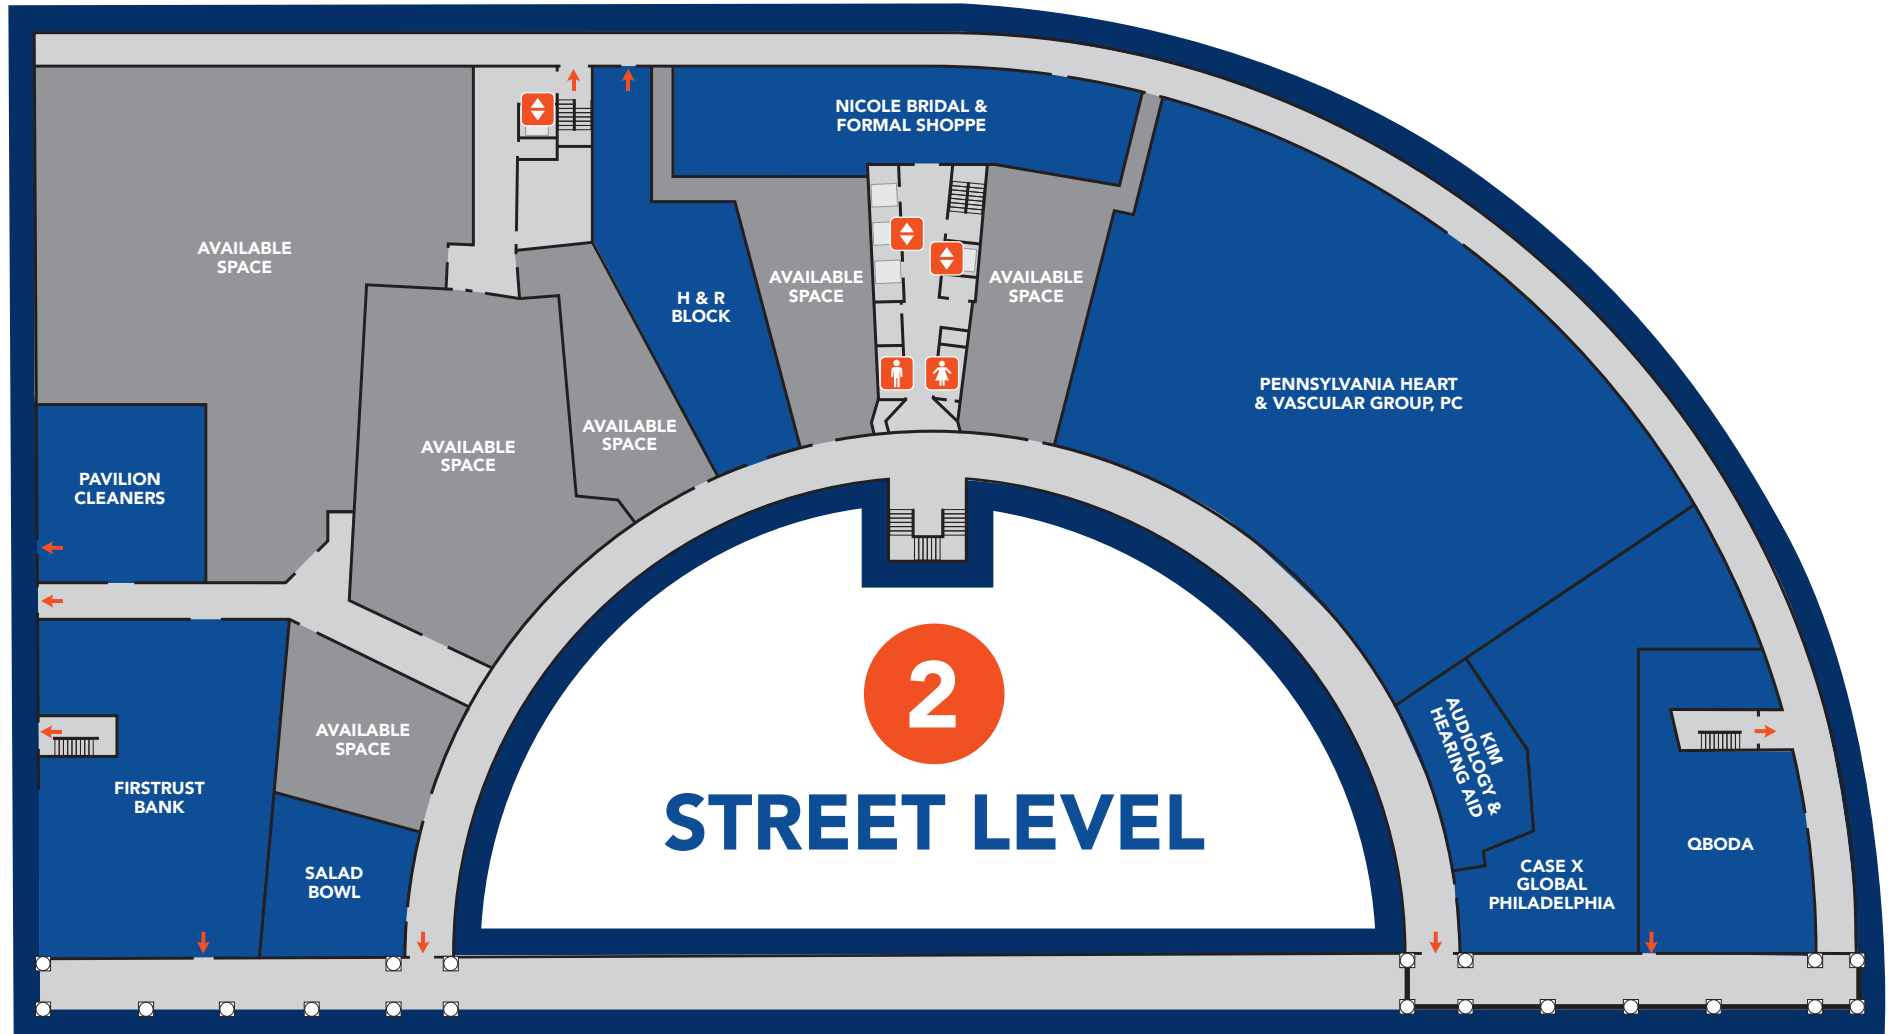 NICOLE BRIDAL &
FORMAL SHOPPE
AVAILABLE
SPACE
AVAILABLE
SPACE
AVAILABLE
SPACE
H & R
BLOCK
PENNSYLVANIA HEART
& VASCULAR GROUP, PC
AVAILABLE
SPACE
AVAILABLE
SPACE
PAVILION
CLEANERS
AVAILABLE
SPACE
FIRSTRUST
BANK
SALAD
BOWL
2
STREET LEVEL
KIM
AUDIOLOGY &
HEARING AID
CASE X
GLOBAL
PHILADELPHIA
QBODA